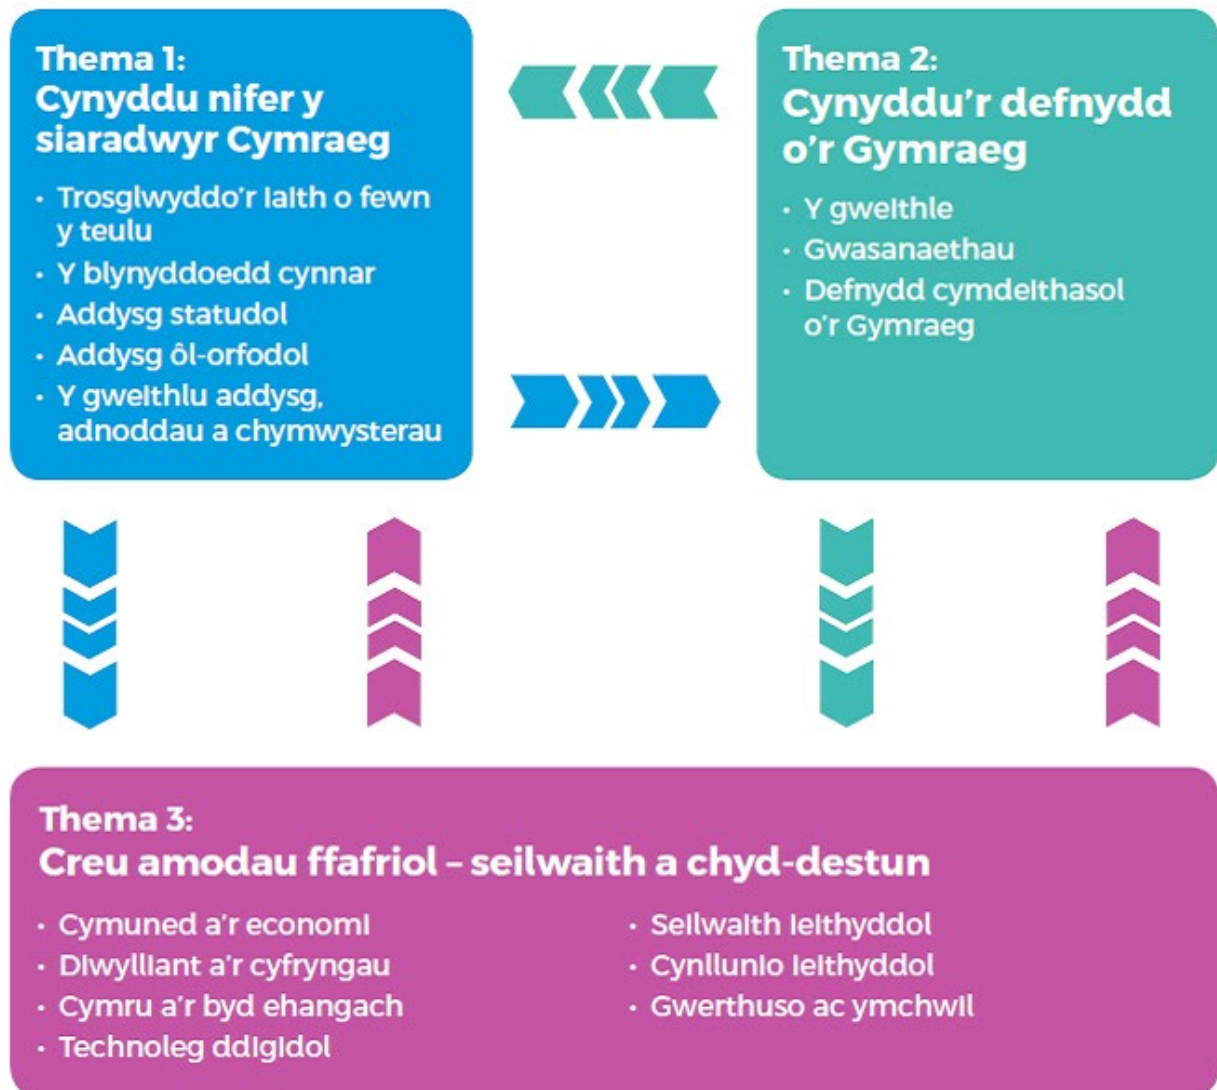 Thema 1:
Cynyddu nifer y
siaradwyr Cymraeg
• Trosglwyddo'r Iaith o fewn
y teulu
• Y blynyddoedd cynnar
• Addysg statudol
• Addysg ôl-orfodol
• Y gweithlu addysg,
adnoddau a chymwysterau
Thema 2:
Cynyddu'r defnydd
o'r Gymraeg
• Y gweithle
• Gwasanaethau
• Defnydd cymdeithasol
o'r Gymraeg
Thema 3:
Creu amodau ffafriol – seilwaith a chyd-destun
• Cymuned a'r economi
• Diwylliant a'r cyfryngau
• Cymru a'r byd ehangach
• Technoleg ddigidol
• Seilwaith ieithyddol
• Cynllunio ieithyddol
• Gwerthuso ac ymchwil